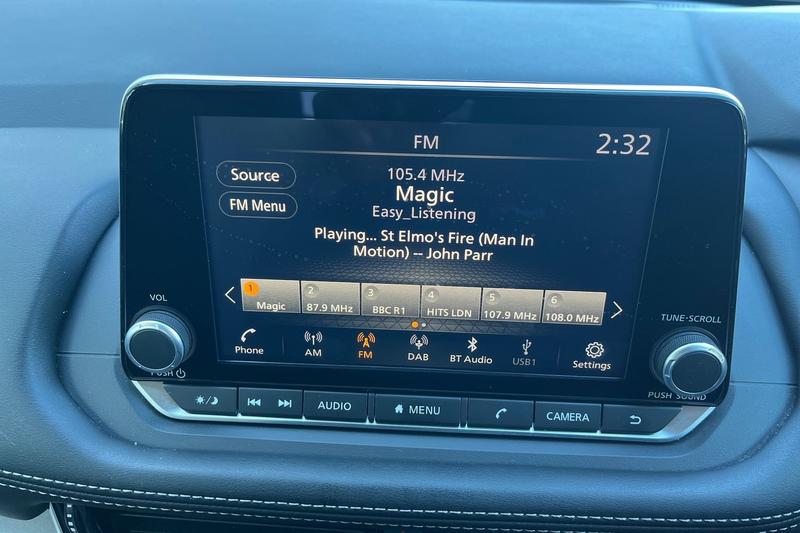 FM
2:32
Source
105.4 MHz
FM Menu
Magic
Easy_Listening
Playing... St Elmo's Fire (Man In
Motion) -- John Parr
1 Magic
2 87.9 MHz
3 BBC R1
4 HITS LDN
5 107.9 MHz
6 108.0 MHz
VOL
TUNE·SCROLL
Phone
AM
FM
DAB
BT Audio
USB1
Settings
PUSH
PUSH SOUND
AUDIO
MENU
CAMERA